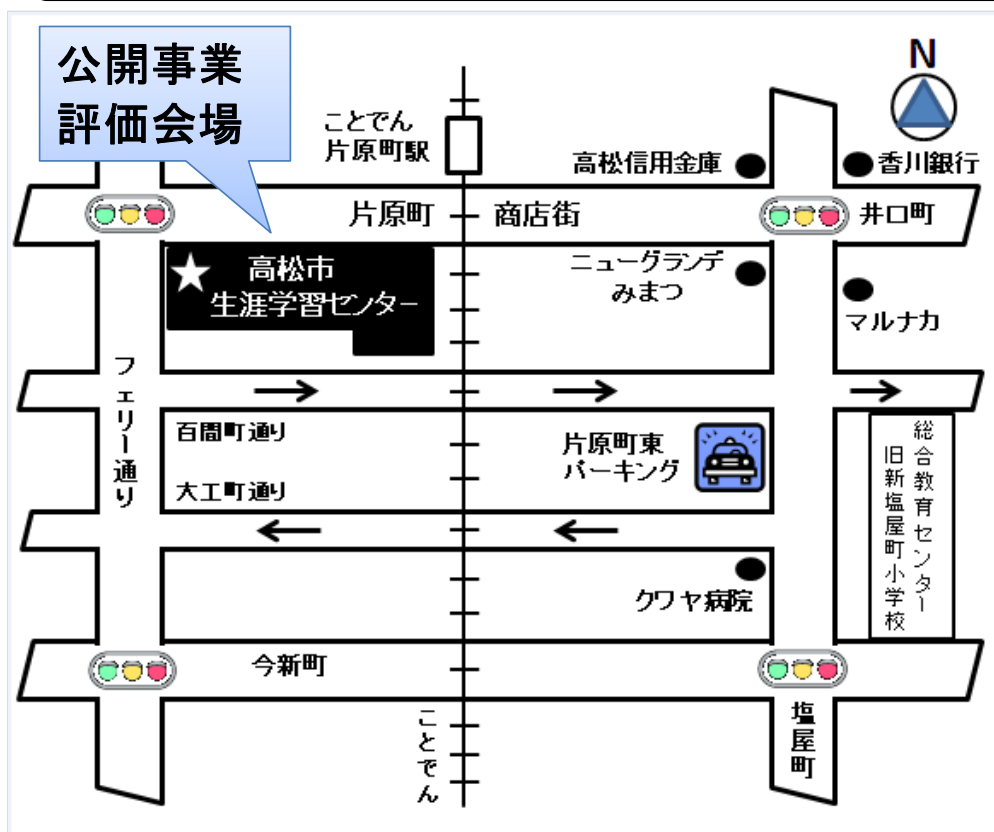 公開事業
評価会場
N
ことでん
片原町駅
高松信用金庫
香川銀行
片原町
商店街
井口町
高松市
生涯学習センター
ニューグランデ
みまつ
マルナカ
フェリー通り
百間町通り
片原町東
パーキング
大工町通り
総合教育センター
旧新塩屋町小学校
クワヤ病院
今新町
ことでん
塩屋町